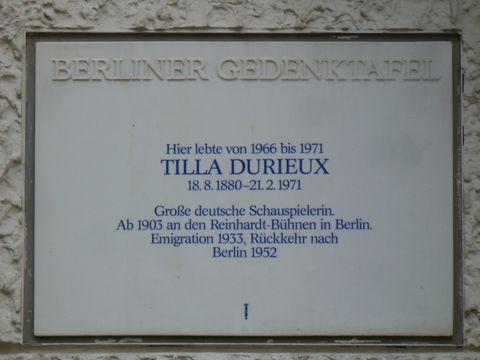 BERLINER GEDENKTAFEL
Hier lebte von 1966 bis 1971
TILLA DURIEUX
18. 8. 1880–21. 2. 1971
Große deutsche Schauspielerin.
Ab 1903 an den Reinhardt-Bühnen in Berlin.
Emigration 1933, Rückkehr nach
Berlin 1952